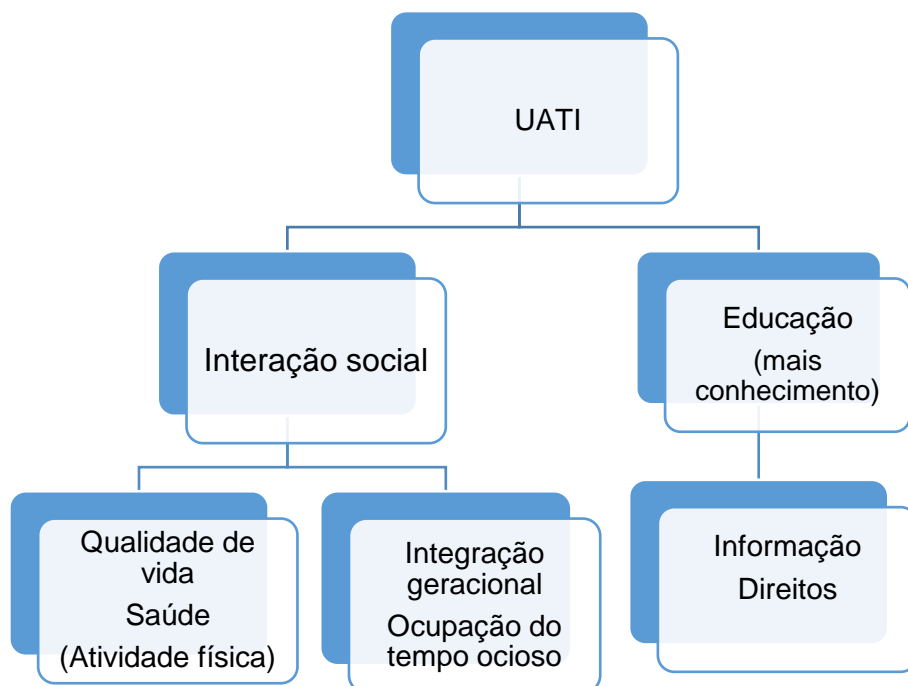 UATI
Interação social
Educação
(mais
conhecimento)
Qualidade de
vida
Saúde
(Atividade física)
Integração
geracional
Ocupação do
tempo ocioso
Informação
Direitos